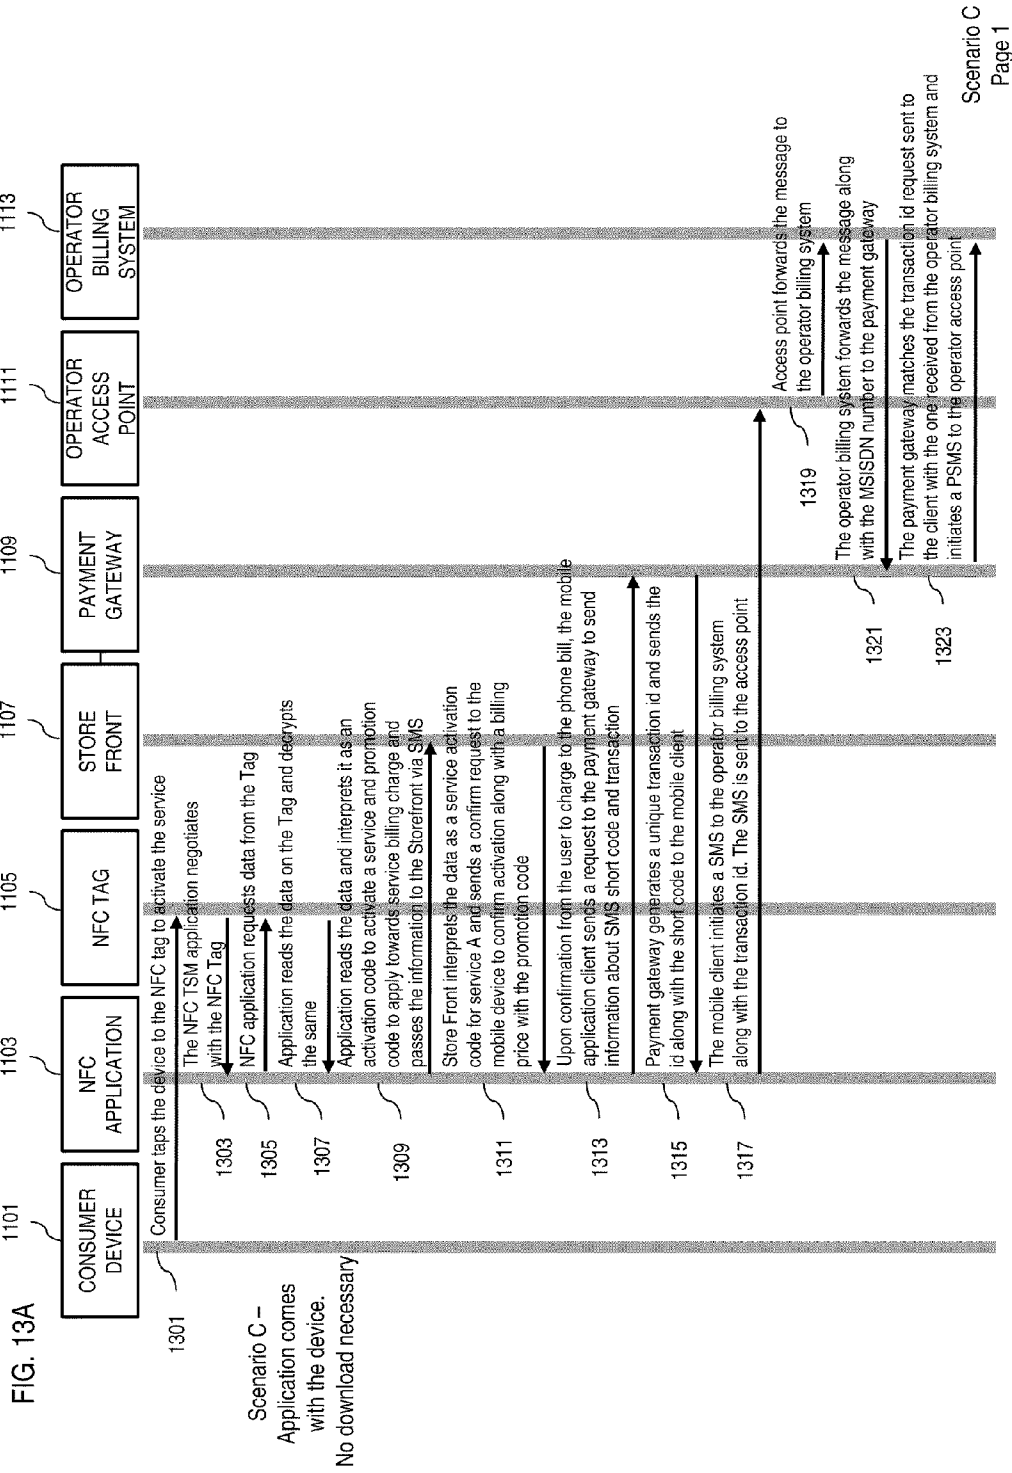 FIG. 13A
1101
1103
1105
1107
1109
1111
1113
CONSUMER
DEVICE
NFC
APPLICATION
NFC TAG
STORE
FRONT
PAYMENT
GATEWAY
OPERATOR
ACCESS
POINT
OPERATOR
BILLING
SYSTEM
Scenario C –
Application comes
with the device.
No download necessary
1301
Consumer taps the device to the NFC tag to activate the service
The NFC TSM application negotiates
with the NFC Tag
1303
NFC application requests data from the Tag
1305
Application reads the data on the Tag and decrypts
the same
1307
Application reads the data and interprets it as an
activation code to activate a service and promotion
code to apply towards service billing charge and
passes the information to the Storefront via SMS
1309
Store Front interprets the data as a service activation
code for service A and sends a confirm request to the
mobile device to confirm activation along with a billing
price with the promotion code
1311
Upon confirmation from the user to charge to the phone bill, the mobile
application client sends a request to the payment gateway to send
information about SMS short code and transaction
1313
Payment gateway generates a unique transaction id and sends the
id along with the short code to the mobile client
1315
The mobile client initiates a SMS to the operator billing system
along with the transaction id. The SMS is sent to the access point
1317
Access point forwards the message to
the operator billing system
1319
The operator billing system forwards the message along
with the MSISDN number to the payment gateway
1321
The payment gateway matches the transaction id request sent to
the client with the one received from the operator billing system and
initiates a PSMS to the operator access point
1323
Scenario C
Page 1